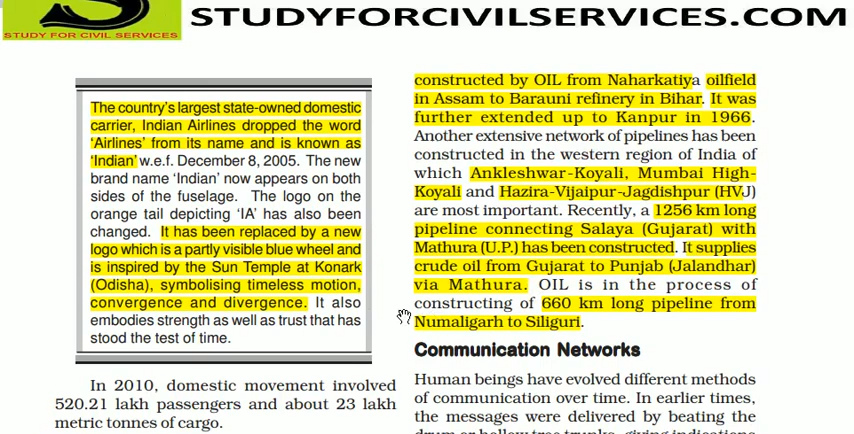 STUDYFORCIVILSERVICES.COM
STUDY FOR CIVIL SERVICES
The country's largest state-owned domestic
carrier, Indian Airlines dropped the word
'Airlines' from its name and is known as
'Indian' w.e.f. December 8, 2005. The new
brand name 'Indian' now appears on both
sides of the fuselage. The logo on the
orange tail depicting 'IA' has also been
changed. It has been replaced by a new
logo which is a partly visible blue wheel and
is inspired by the Sun Temple at Konark
(Odisha), symbolising timeless motion,
convergence and divergence. It also
embodies strength as well as trust that has
stood the test of time.
In 2010, domestic movement involved
520.21 lakh passengers and about 23 lakh
metric tonnes of cargo.
constructed by OIL from Naharkatiya oilfield
in Assam to Barauni refinery in Bihar. It was
further extended up to Kanpur in 1966.
Another extensive network of pipelines has been
constructed in the western region of India of
which Ankleshwar-Koyali, Mumbai High-
Koyali and Hazira-Vijaipur-Jagdishpur (HVJ)
are most important. Recently, a 1256 km long
pipeline connecting Salaya (Gujarat) with
Mathura (U.P.) has been constructed. It supplies
crude oil from Gujarat to Punjab (Jalandhar)
via Mathura. OIL is in the process of
constructing of 660 km long pipeline from
Numaligarh to Siliguri.
Communication Networks
Human beings have evolved different methods
of communication over time. In earlier times,
the messages were delivered by beating the
drum or hollow tree trunks, giving indications